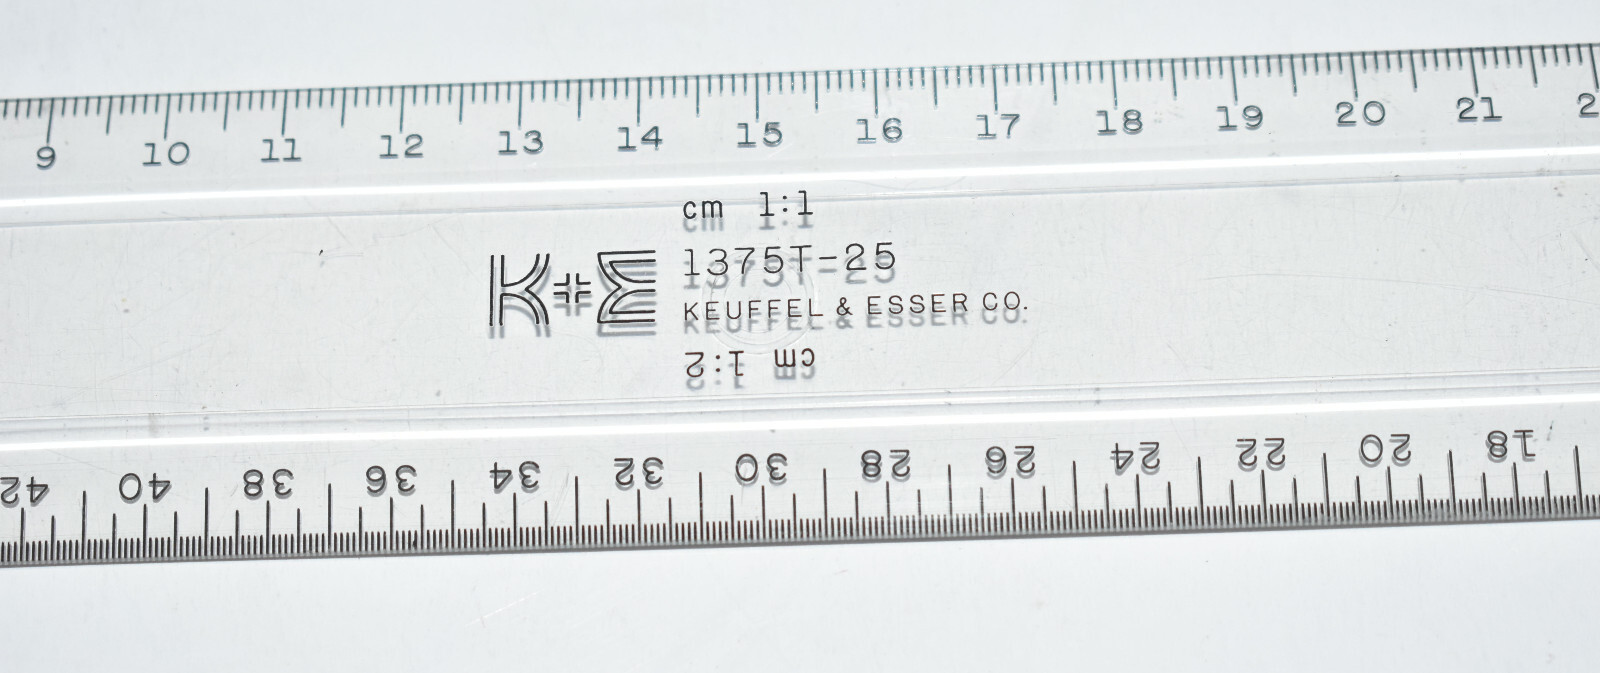 9 10 11 12 13 14 15 16 17 18 19 20 21
cm 1:1
K+E
1375T-25
KEUFFEL & ESSER CO.
cm 1:2
18 20 22 24 26 28 30 32 34 36 38 40 42